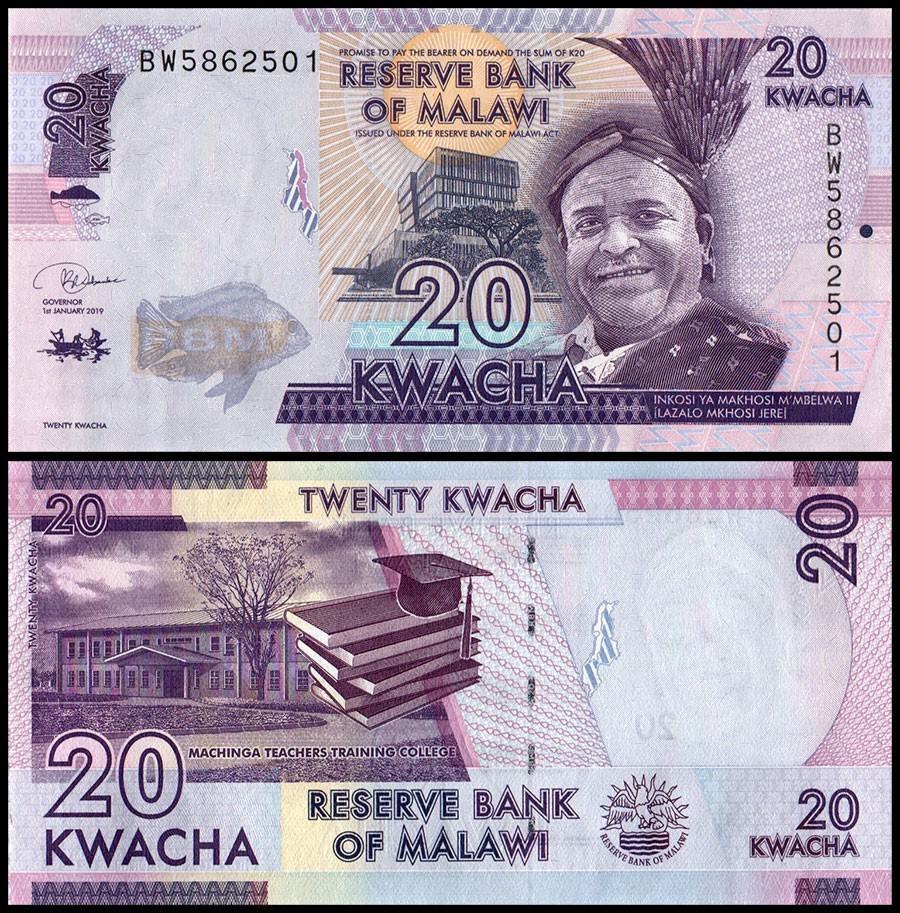 BW5862501
PROMISE TO PAY THE BEARER ON DEMAND THE SUM OF K20
RESERVE BANK
OF MALAWI
ISSUED UNDER THE RESERVE BANK OF MALAWI ACT
20
KWACHA
20
KWACHA
BW5862501
GOVERNOR
1st JANUARY 2019
RBM
20
KWACHA
INKOSI YA MAKHOSI M'MBELWA II
[LAZALO MKHOSI JERE]
TWENTY KWACHA
TWENTY KWACHA
20
20
TWENTY KWACHA
MACHINGA TEACHERS TRAINING COLLEGE
20
KWACHA
RESERVE BANK
OF MALAWI
RESERVE BANK OF MALAWI
20
KWACHA
20